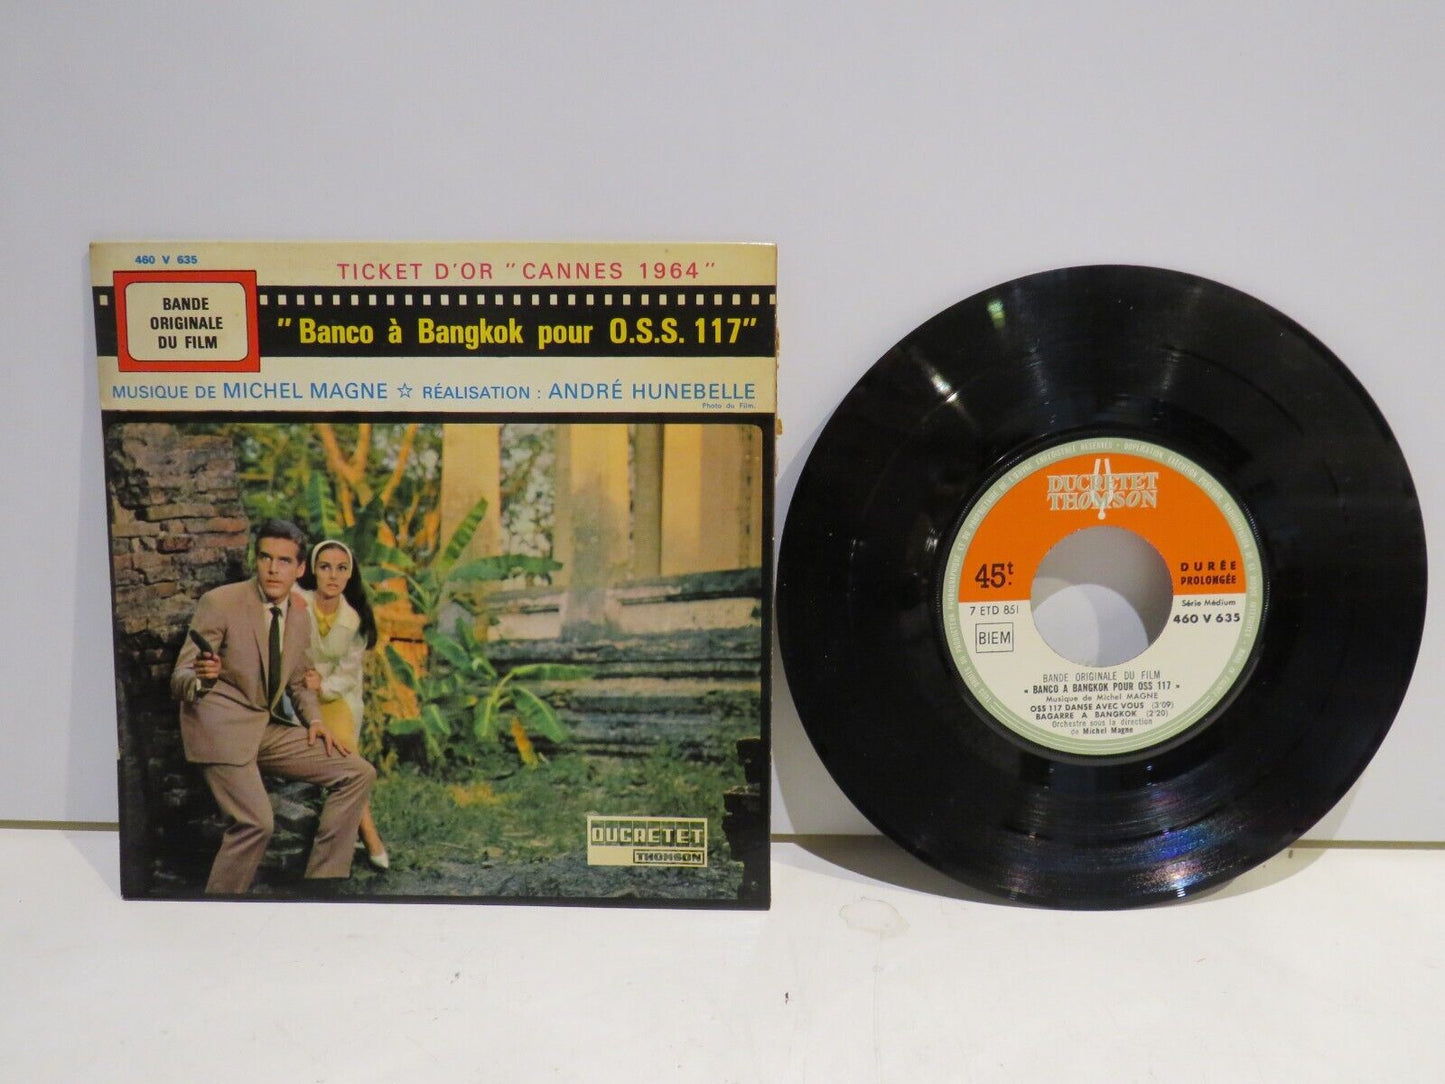 460 V 635
TICKET D'OR "CANNES 1964"
BANDE
ORIGINALE
DU FILM
"Banco à Bangkok pour O.S.S. 117"
MUSIQUE DE MICHEL MAGNE ☆ RÉALISATION : ANDRÉ HUNEBELLE
Photo du Film.
DUCRETET
THOMSON
DUCRETET
THOMSON
45t.
DURÉE
PROLONGÉE
7 ETD 851
Série Médium
460 V 635
BIEM
BANDE ORIGINALE DU FILM
« BANCO A BANGKOK POUR OSS 117 »
Musique de Michel MAGNE
OSS 117 DANSE AVEC VOUS (3'09)
BAGARRE A BANGKOK (2'20)
Orchestre sous la direction
de Michel Magne